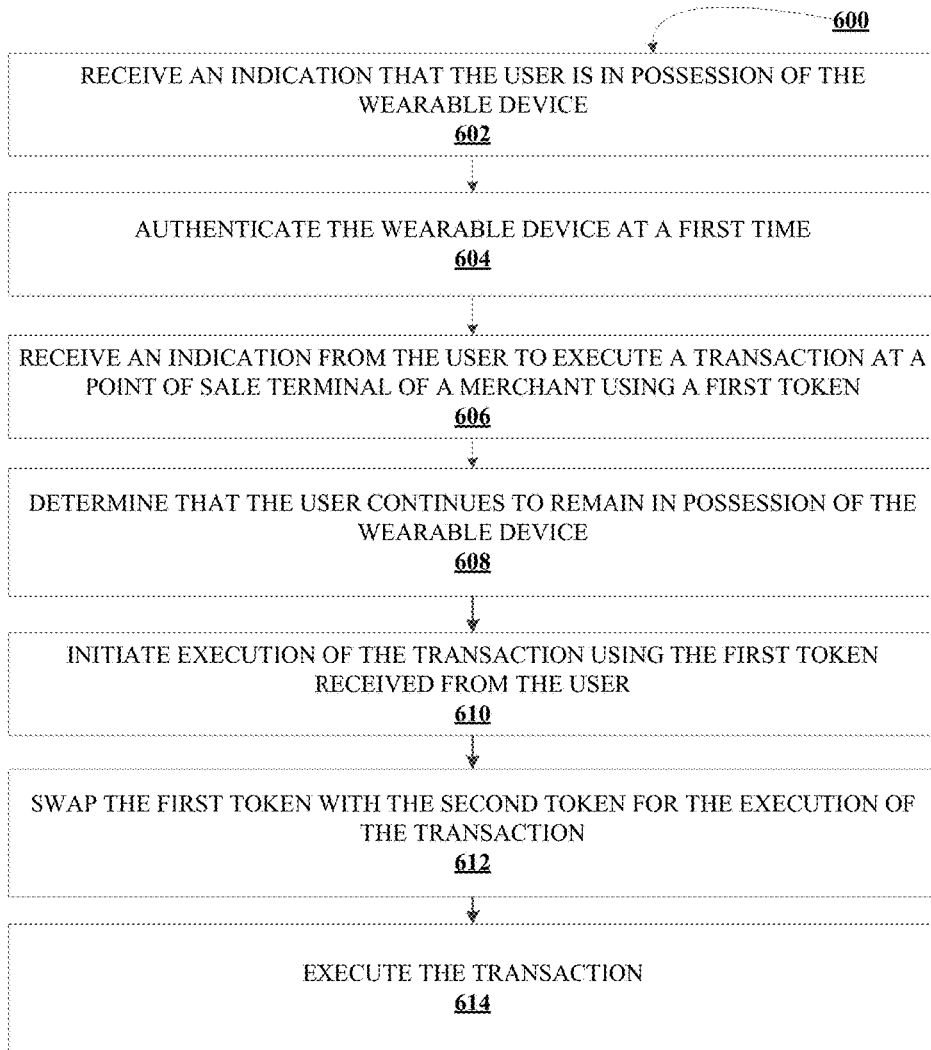 600
RECEIVE AN INDICATION THAT THE USER IS IN POSSESSION OF THE
WEARABLE DEVICE
602
AUTHENTICATE THE WEARABLE DEVICE AT A FIRST TIME
604
RECEIVE AN INDICATION FROM THE USER TO EXECUTE A TRANSACTION AT A
POINT OF SALE TERMINAL OF A MERCHANT USING A FIRST TOKEN
606
DETERMINE THAT THE USER CONTINUES TO REMAIN IN POSSESSION OF THE
WEARABLE DEVICE
608
INITIATE EXECUTION OF THE TRANSACTION USING THE FIRST TOKEN
RECEIVED FROM THE USER
610
SWAP THE FIRST TOKEN WITH THE SECOND TOKEN FOR THE EXECUTION OF
THE TRANSACTION
612
EXECUTE THE TRANSACTION
614